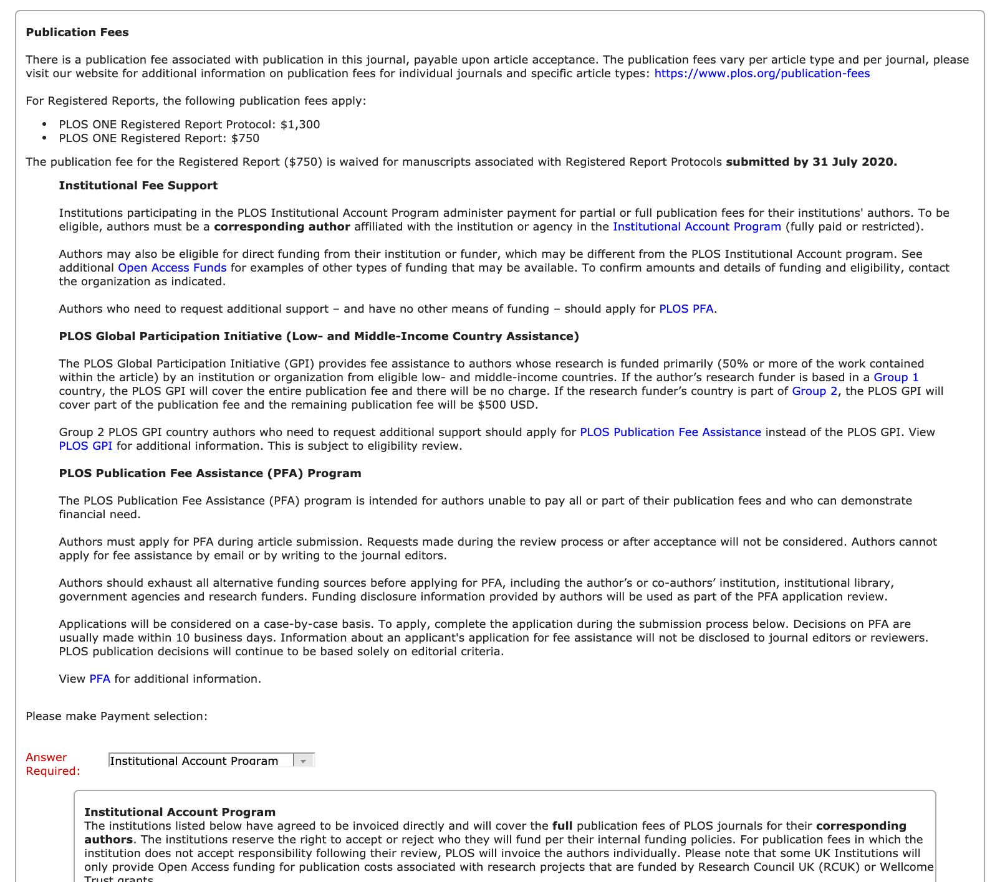 Publication Fees
There is a publication fee associated with publication in this journal, payable upon article acceptance. The publication fees vary per article type and per journal, please
visit our website for additional information on publication fees for individual journals and specific article types: https://www.plos.org/publication-fees
For Registered Reports, the following publication fees apply:
• PLOS ONE Registered Report Protocol: $1,300
• PLOS ONE Registered Report: $750
The publication fee for the Registered Report ($750) is waived for manuscripts associated with Registered Report Protocols submitted by 31 July 2020.
Institutional Fee Support
Institutions participating in the PLOS Institutional Account Program administer payment for partial or full publication fees for their institutions' authors. To be
eligible, authors must be a corresponding author affiliated with the institution or agency in the Institutional Account Program (fully paid or restricted).
Authors may also be eligible for direct funding from their institution or funder, which may be different from the PLOS Institutional Account program. See
additional Open Access Funds for examples of other types of funding that may be available. To confirm amounts and details of funding and eligibility, contact
the organization as indicated.
Authors who need to request additional support – and have no other means of funding – should apply for PLOS PFA.
PLOS Global Participation Initiative (Low- and Middle-Income Country Assistance)
The PLOS Global Participation Initiative (GPI) provides fee assistance to authors whose research is funded primarily (50% or more of the work contained
within the article) by an institution or organization from eligible low- and middle-income countries. If the author’s research funder is based in a Group 1
country, the PLOS GPI will cover the entire publication fee and there will be no charge. If the research funder’s country is part of Group 2, the PLOS GPI will
cover part of the publication fee and the remaining publication fee will be $500 USD.
Group 2 PLOS GPI country authors who need to request additional support should apply for PLOS Publication Fee Assistance instead of the PLOS GPI. View
PLOS GPI for additional information. This is subject to eligibility review.
PLOS Publication Fee Assistance (PFA) Program
The PLOS Publication Fee Assistance (PFA) program is intended for authors unable to pay all or part of their publication fees and who can demonstrate
financial need.
Authors must apply for PFA during article submission. Requests made during the review process or after acceptance will not be considered. Authors cannot
apply for fee assistance by email or by writing to the journal editors.
Authors should exhaust all alternative funding sources before applying for PFA, including the author’s or co-authors’ institution, institutional library,
government agencies and research funders. Funding disclosure information provided by authors will be used as part of the PFA application review.
Applications will be considered on a case-by-case basis. To apply, complete the application during the submission process below. Decisions on PFA are
usually made within 10 business days. Information about an applicant's application for fee assistance will not be disclosed to journal editors or reviewers.
PLOS publication decisions will continue to be based solely on editorial criteria.
View PFA for additional information.
Please make Payment selection:
Answer
Required:
Institutional Account Program
Institutional Account Program
The institutions listed below have agreed to be invoiced directly and will cover the full publication fees of PLOS journals for their corresponding
authors. The institutions reserve the right to accept or reject who they will fund per their internal funding policies. For publication fees in which the
institution does not accept responsibility following their review, PLOS will invoice the authors individually. Please note that some UK Institutions will
only provide Open Access funding for publication costs associated with research projects that are funded by Research Council UK (RCUK) or Wellcome
Trust grants.